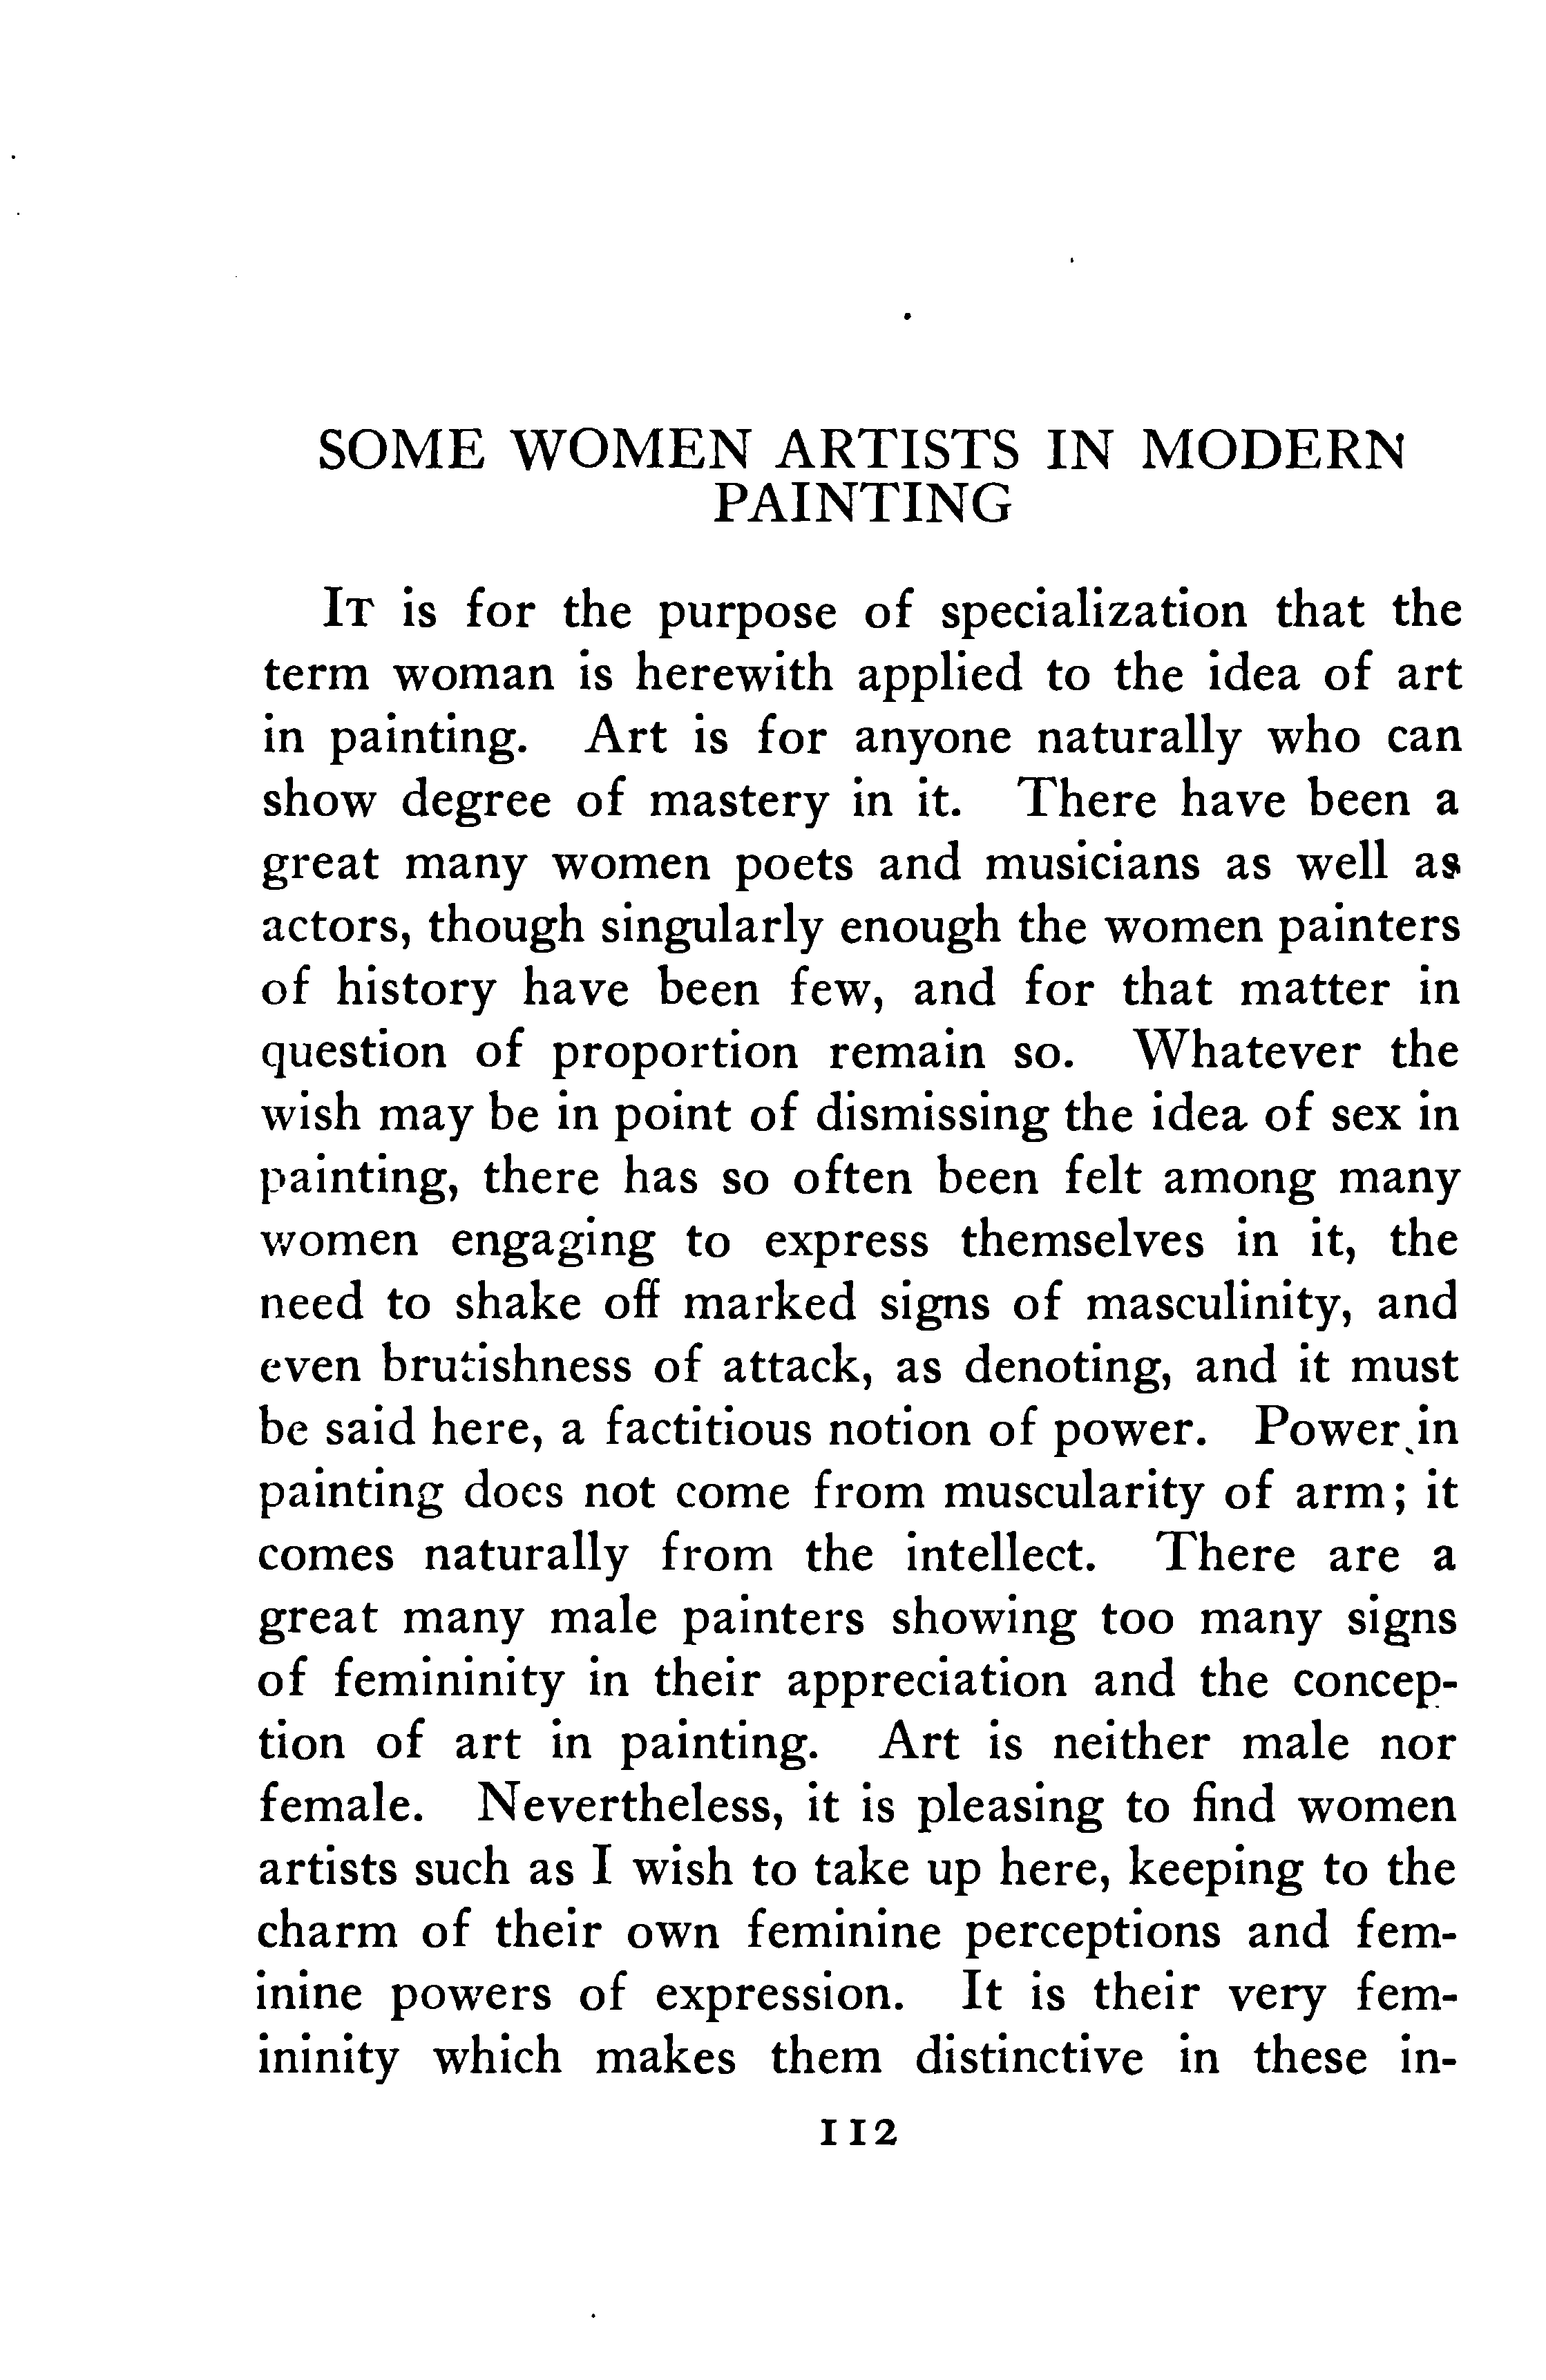 SOME WOMEN ARTISTS IN MODERN
PAINTING
IT is for the purpose of specialization that the
term woman is herewith applied to the idea of art
in painting. Art is for anyone naturally who can
show degree of mastery in it. There have been a
great many women poets and musicians as well as
actors, though singularly enough the women painters
of history have been few, and for that matter in
question of proportion remain so. Whatever the
wish may be in point of dismissing the idea of sex in
painting, there has so often been felt among many
women engaging to express themselves in it, the
need to shake off marked signs of masculinity, and
even brutishness of attack, as denoting, and it must
be said here, a factitious notion of power. Power in
painting does not come from muscularity of arm; it
comes naturally from the intellect. There are a
great many male painters showing too many signs
of femininity in their appreciation and the concep-
tion of art in painting. Art is neither male nor
female. Nevertheless, it is pleasing to find women
artists such as I wish to take up here, keeping to the
charm of their own feminine perceptions and fem-
inine powers of expression. It is their very fem-
ininity which makes them distinctive in these in-
112